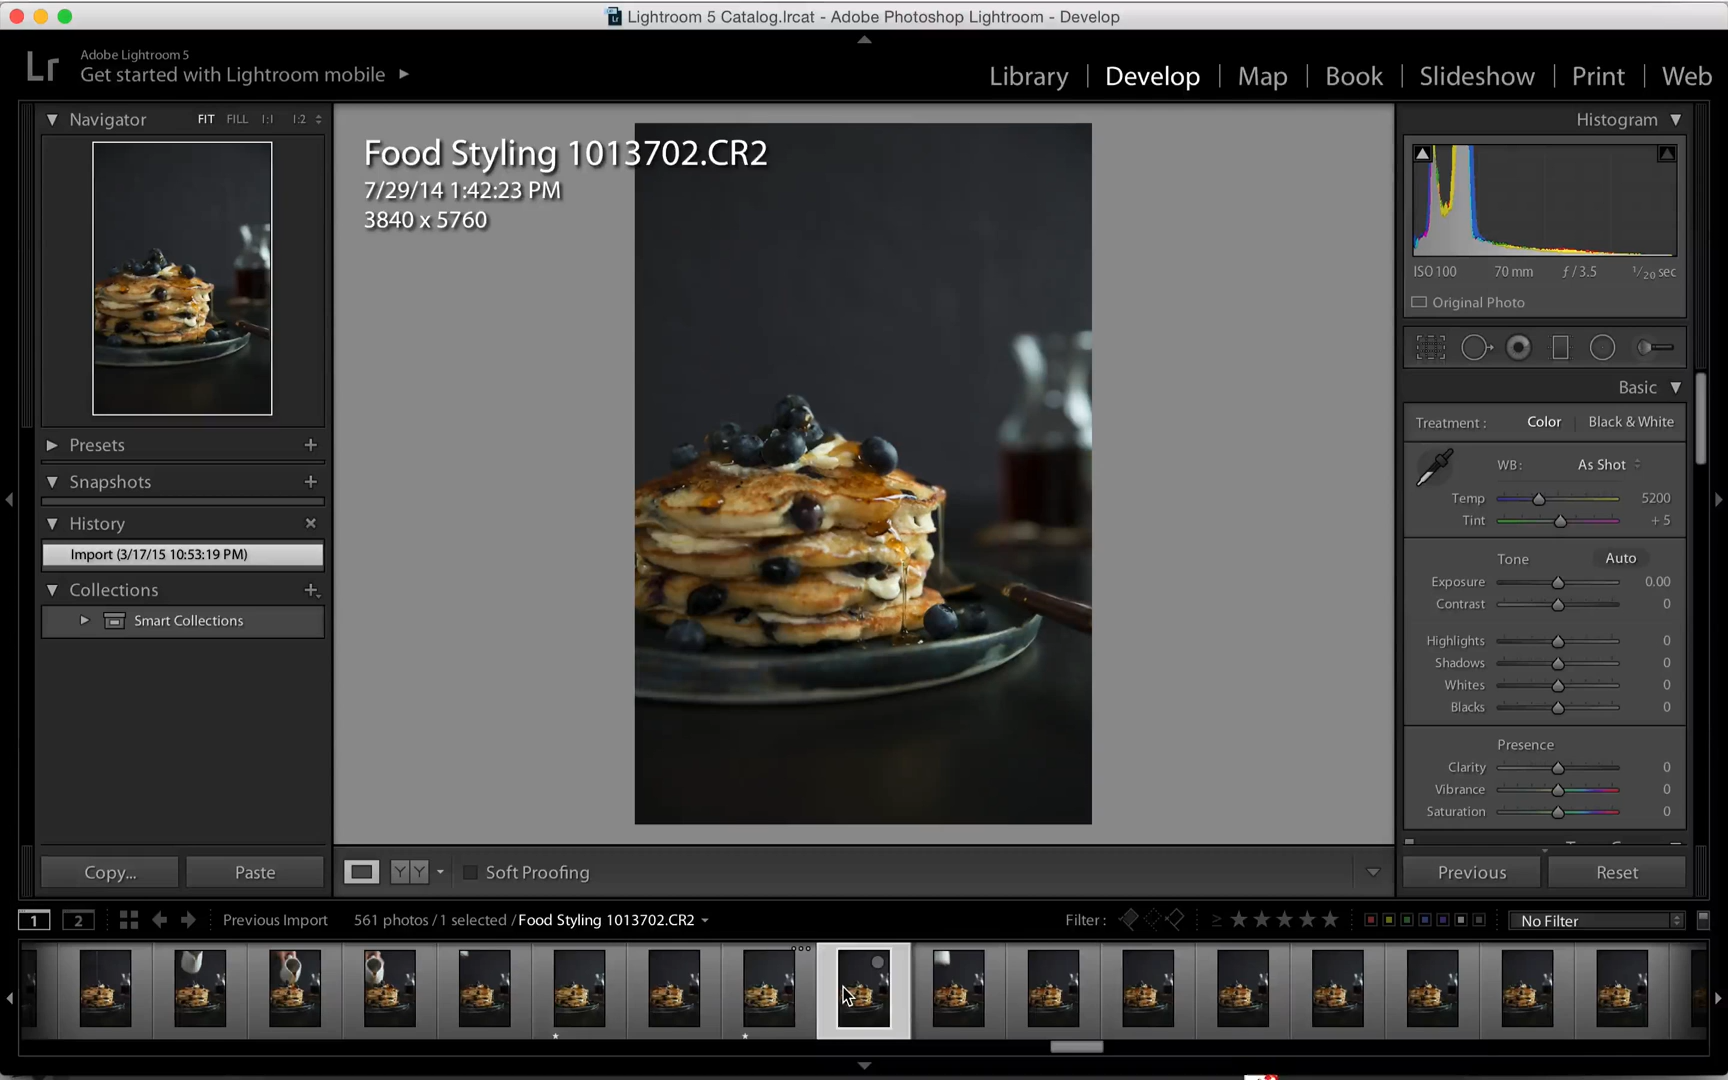 Lightroom 5 Catalog.lrcat - Adobe Photoshop Lightroom - Develop
Lr
Adobe Lightroom 5
Get started with Lightroom mobile
Library | Develop | Map | Book | Slideshow | Print | Web
Navigator FIT FILL 1:1 1:2
Histogram
Food Styling 1013702.CR2
7/29/14 1:42:23 PM
3840 x 5760
ISO 100 70 mm ƒ / 3.5 1/20 sec
Original Photo
Basic
Treatment : Color Black & White
WB: As Shot
Temp 5200
Tint + 5
Tone Auto
Exposure 0.00
Contrast 0
Highlights 0
Shadows 0
Whites 0
Blacks 0
Presence
Clarity 0
Vibrance 0
Saturation 0
Presets
Snapshots
History
Import (3/17/15 10:53:19 PM)
Collections
Smart Collections
Copy... Paste
Y Y Soft Proofing
Previous Reset
1 2 Previous Import 561 photos / 1 selected / Food Styling 1013702.CR2
Filter : No Filter